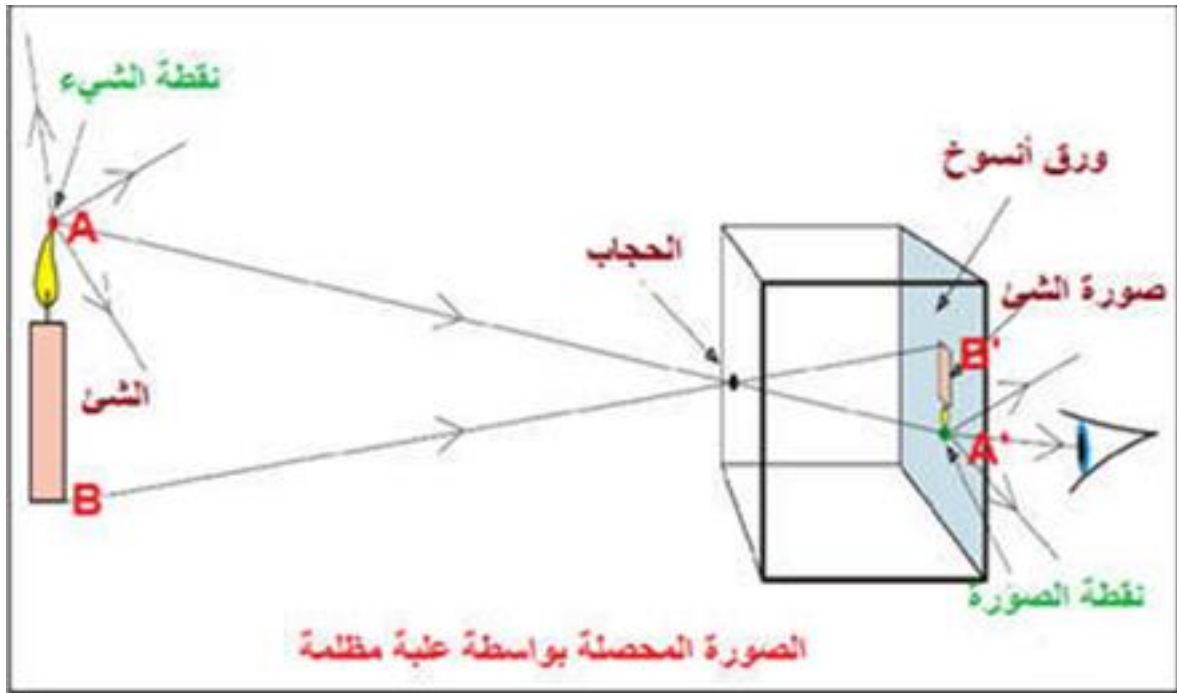 نقطة الشيء
ورق أنسوخ
A
الحجاب
صورة الشئ
B'
الشئ
A'
B
نقطة الصورة
الصورة المحصلة بواسطة علبة مظلمة